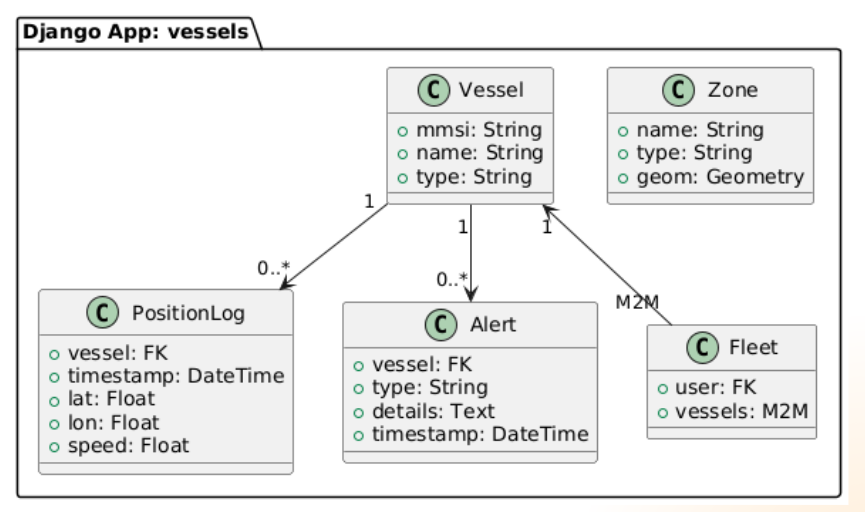 Django App: vessels
C Vessel
mmsi: String
name: String
type: String
C Zone
name: String
type: String
geom: Geometry
1
0..*
1
0..*
1
M2M
C PositionLog
vessel: FK
timestamp: DateTime
lat: Float
lon: Float
speed: Float
C Alert
vessel: FK
type: String
details: Text
timestamp: DateTime
C Fleet
user: FK
vessels: M2M